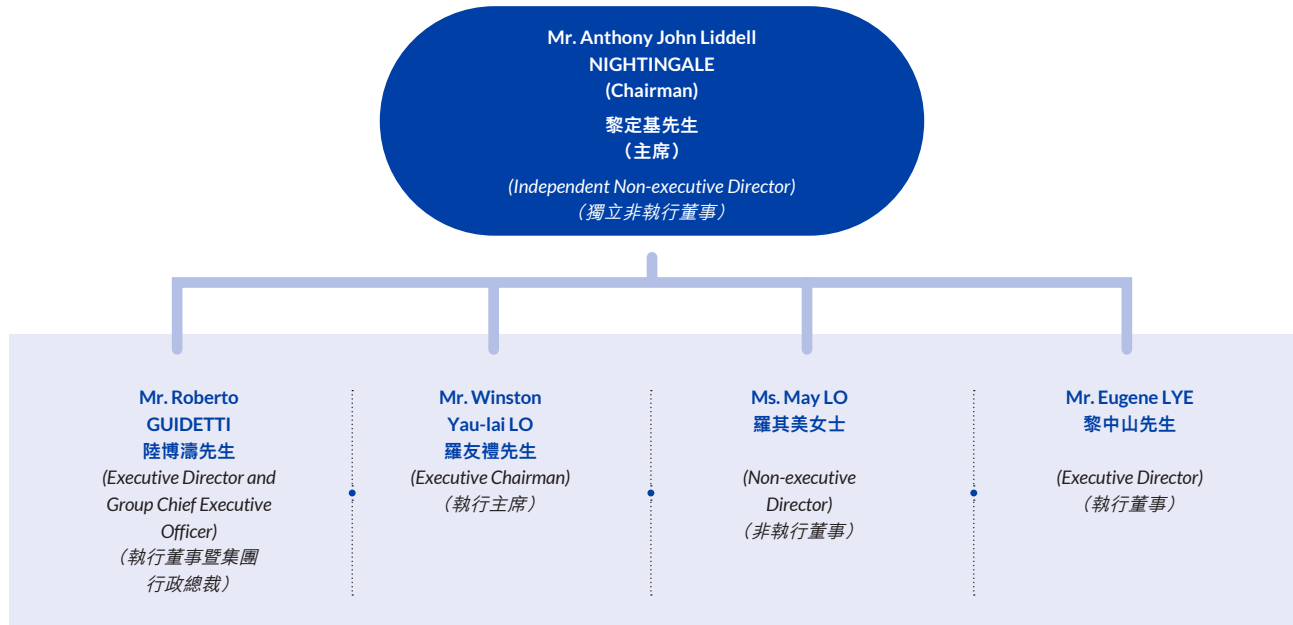 Mr. Anthony John Liddell
NIGHTINGALE
(Chairman)
黎定基先生
（主席）
(Independent Non-executive Director)
（獨立非執行董事）
Mr. Roberto
GUIDETTI
陸博濤先生
(Executive Director and
Group Chief Executive
Officer)
（執行董事暨集團
行政總裁）
Mr. Winston
Yau-lai LO
羅友禮先生
(Executive Chairman)
（執行主席）
Ms. May LO
羅其美女士
(Non-executive
Director)
（非執行董事）
Mr. Eugene LYE
黎中山先生
(Executive Director)
（執行董事）